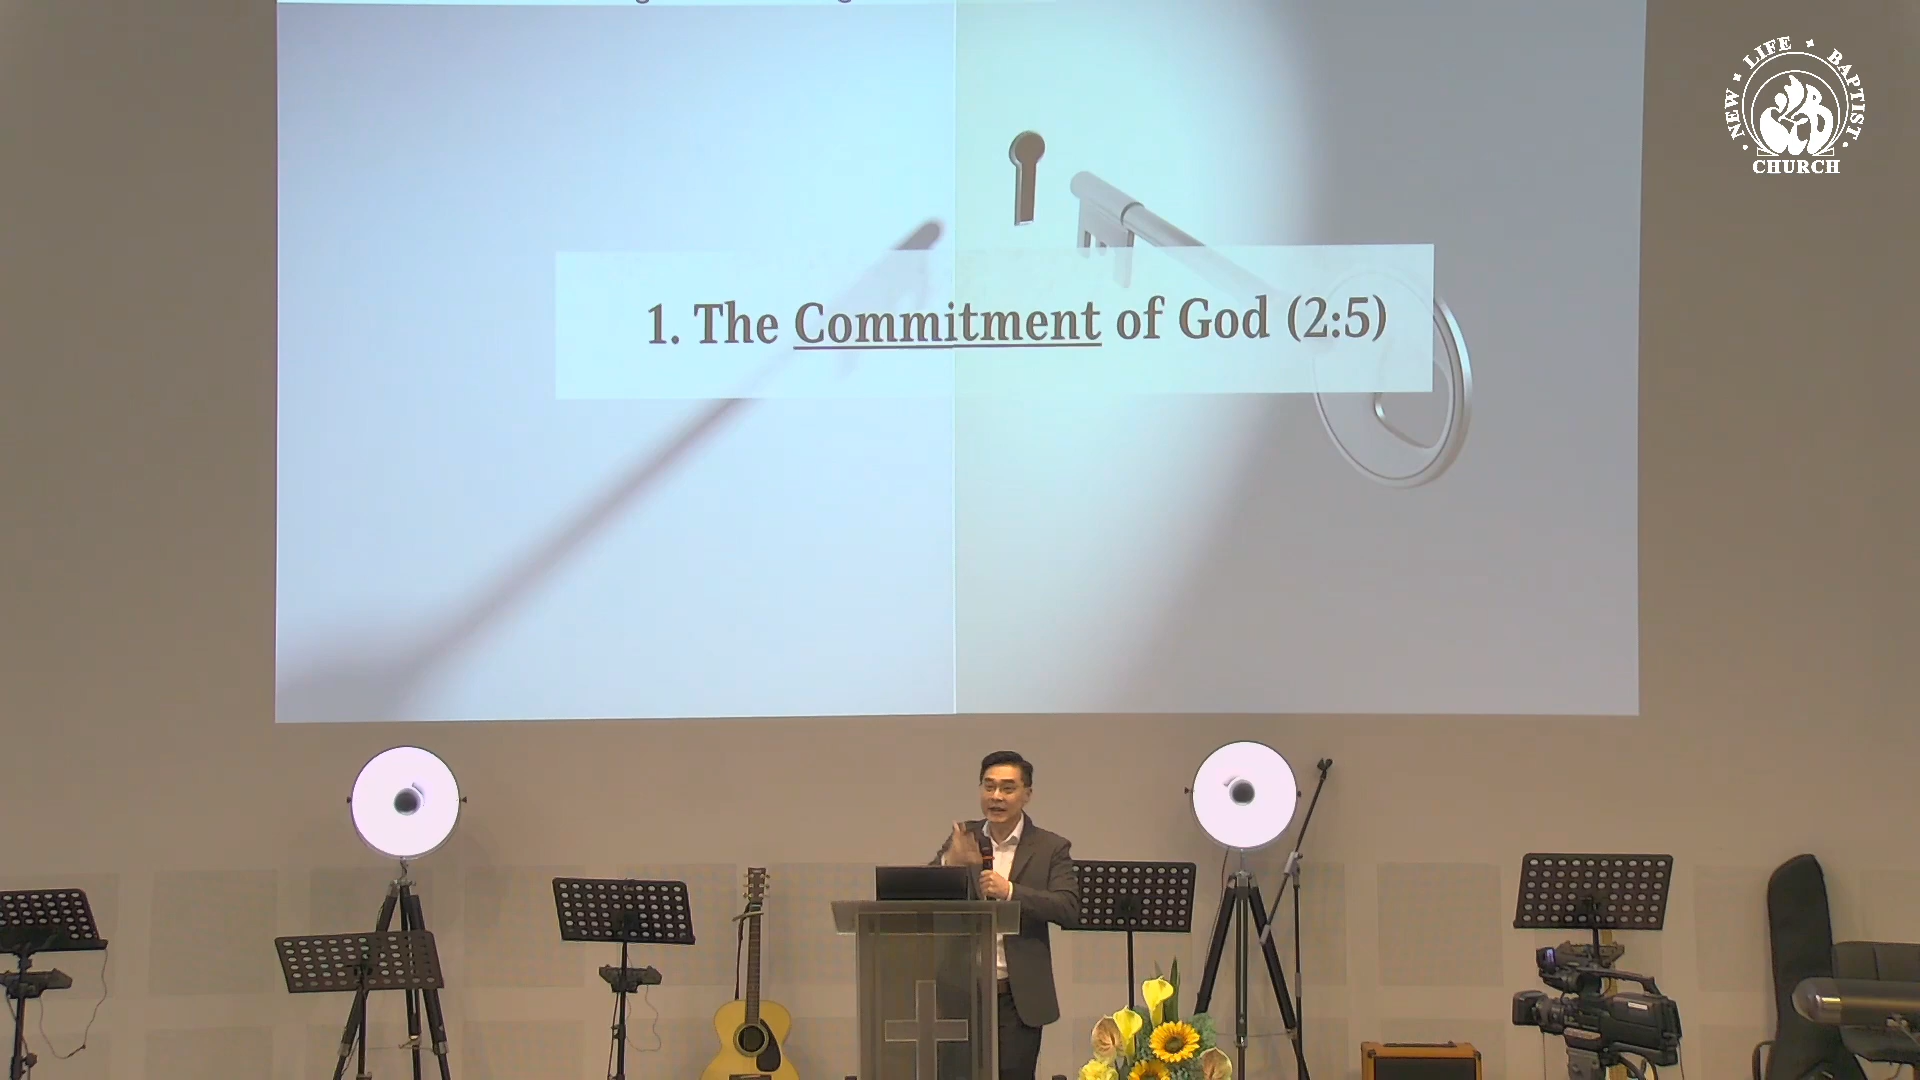 1. The Commitment of God (2:5)
NEW LIFE BAPTIST
CHURCH